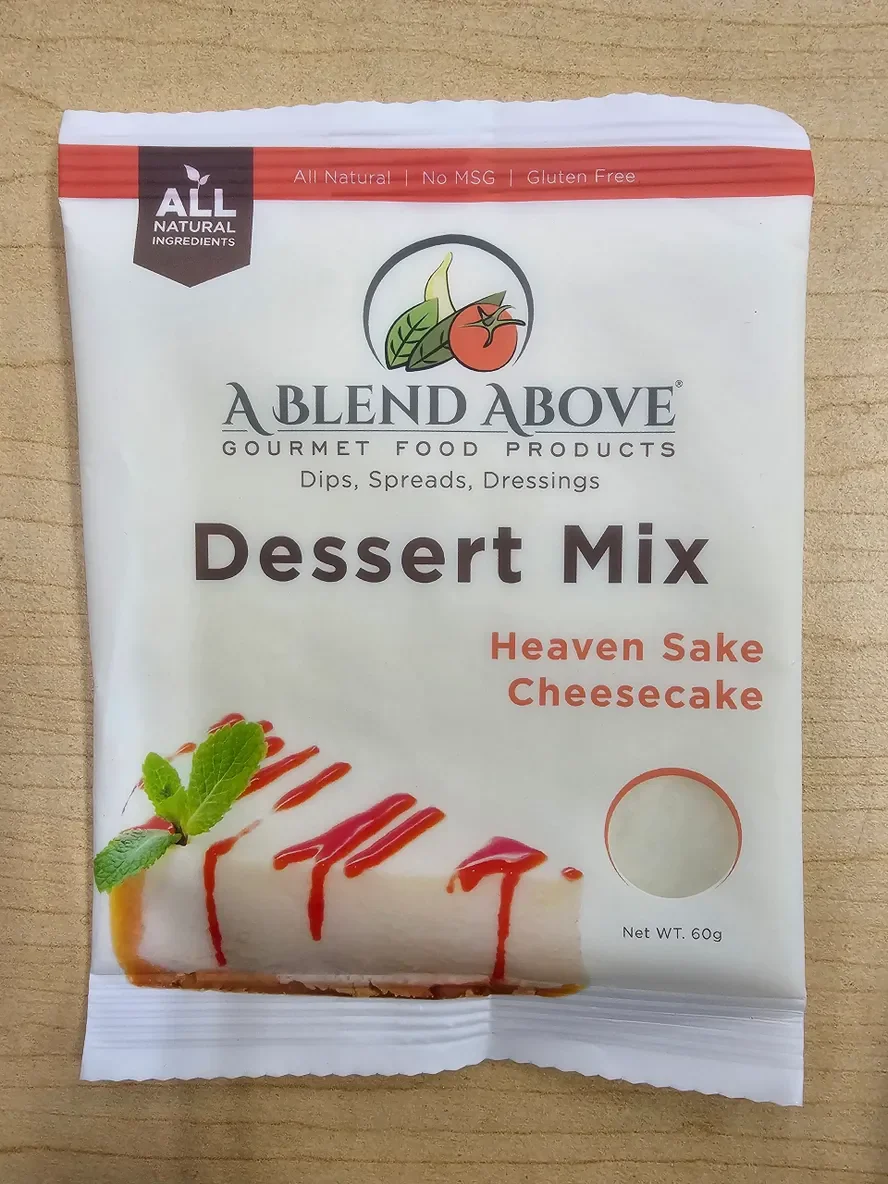 All Natural | No MSG | Gluten Free
ALL
NATURAL
INGREDIENTS
A BLEND ABOVE®
GOURMET FOOD PRODUCTS
Dips, Spreads, Dressings
Dessert Mix
Heaven Sake
Cheesecake
Net WT. 60g